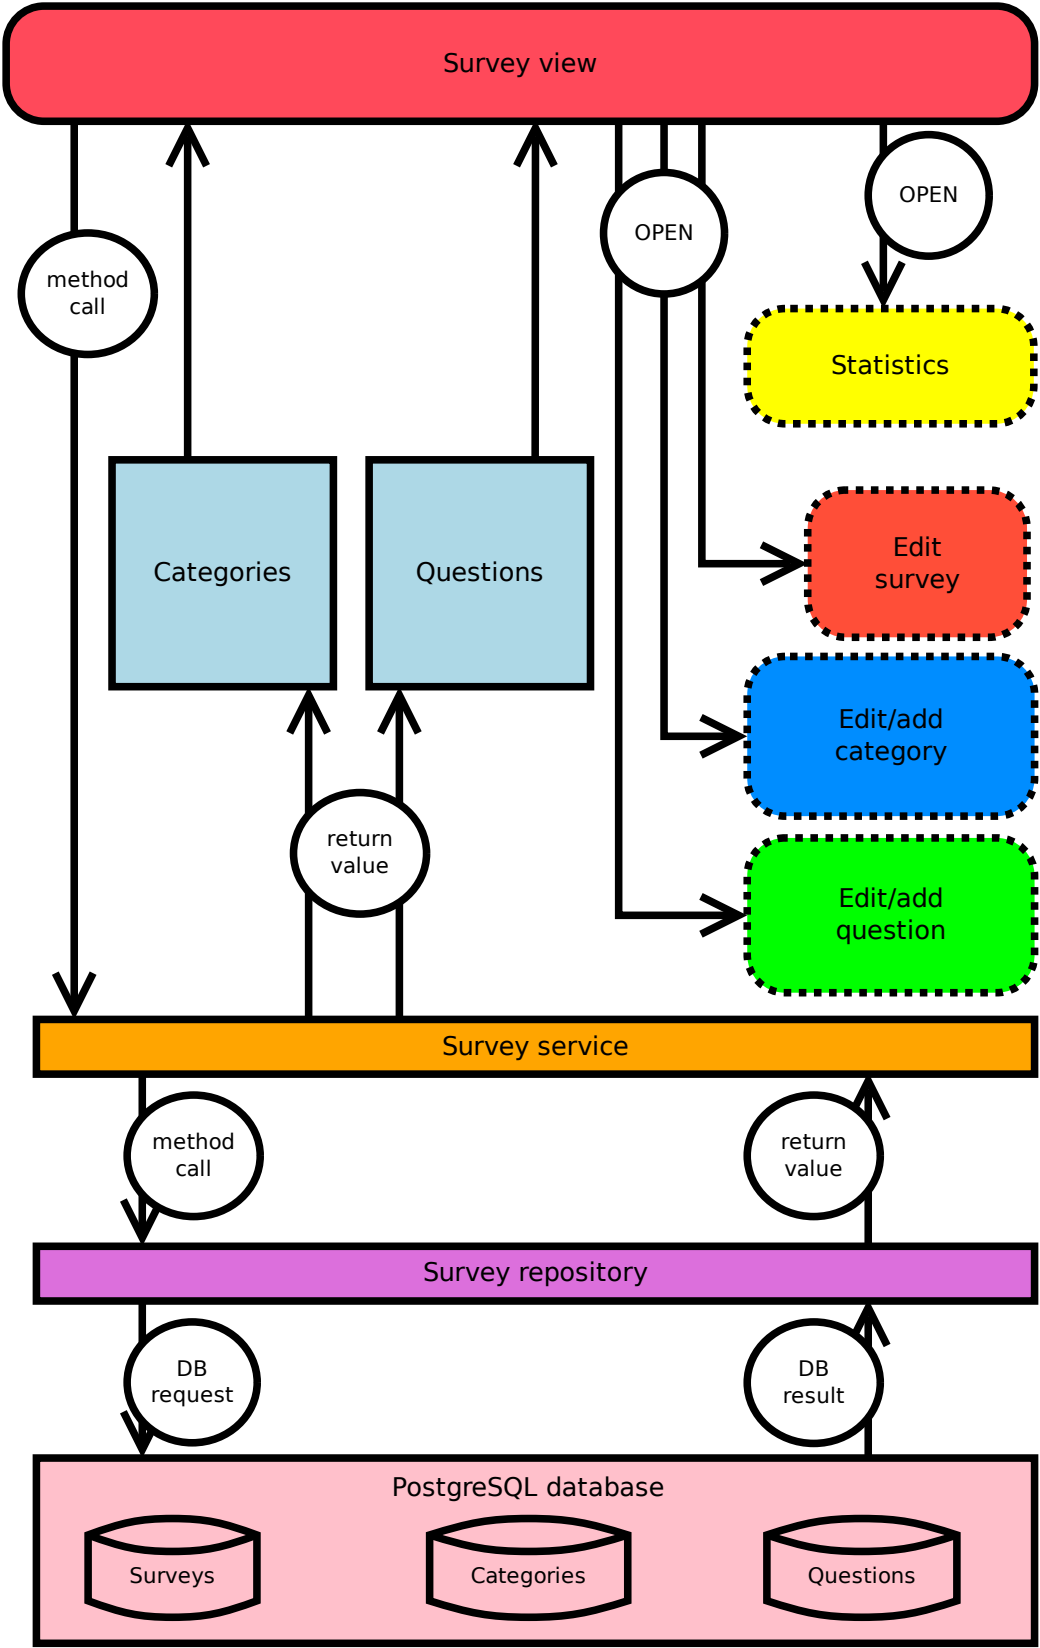 Survey view
OPEN
OPEN
method
call
Statistics
Edit
survey
Categories
Questions
Edit/add
category
return
value
Edit/add
question
Survey service
method
call
return
value
Survey repository
DB
request
DB
result
PostgreSQL database
Surveys
Categories
Questions